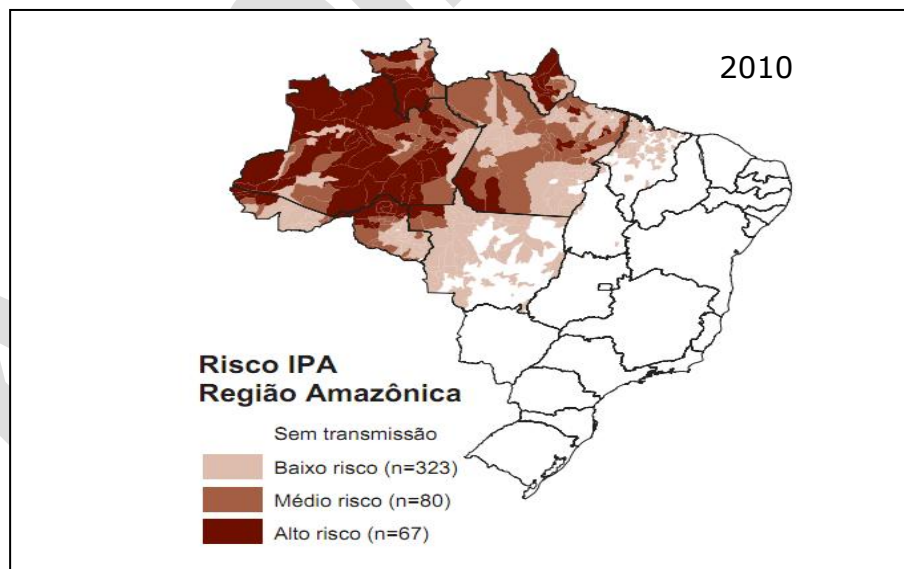 2010
Risco IPA
Região Amazônica
Sem transmissão
Baixo risco (n=323)
Médio risco (n=80)
Alto risco (n=67)